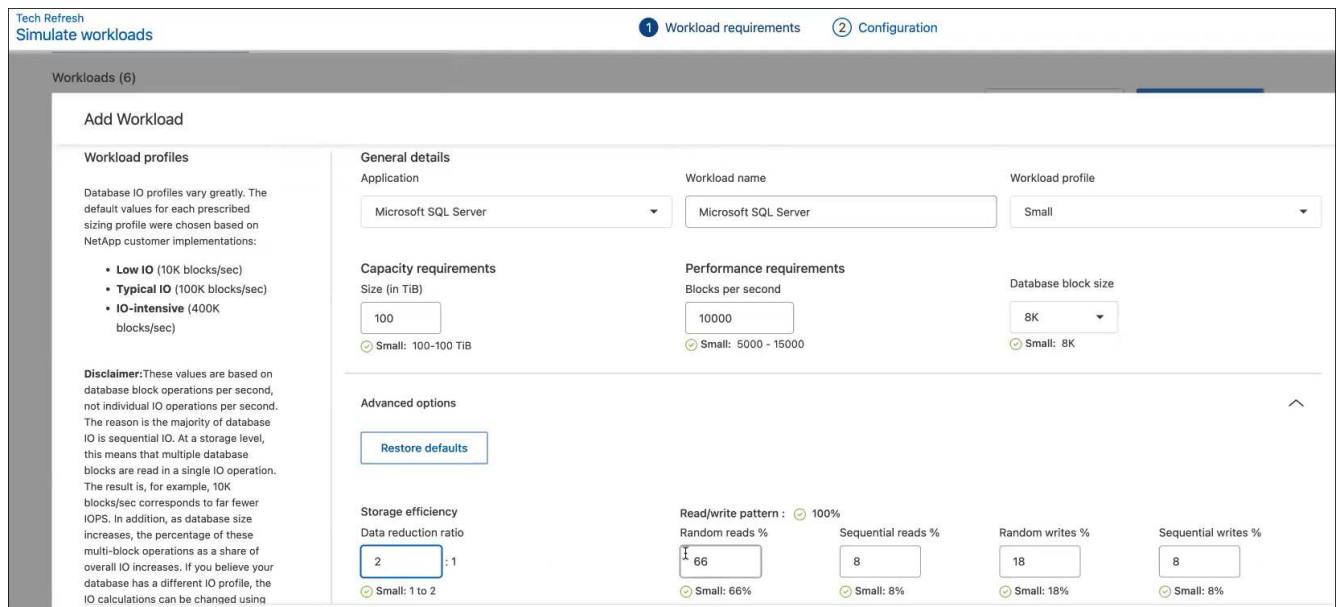 Tech Refresh
Simulate workloads
1 Workload requirements
2 Configuration
Workloads (6)
Add Workload
Workload profiles
Database IO profiles vary greatly. The
default values for each prescribed
sizing profile were chosen based on
NetApp customer implementations:
• Low IO (10K blocks/sec)
• Typical IO (100K blocks/sec)
• IO-intensive (400K
blocks/sec)
Disclaimer:These values are based on
database block operations per second,
not individual IO operations per second.
The reason is the majority of database
IO is sequential IO. At a storage level,
this means that multiple database
blocks are read in a single IO operation.
The result is, for example, 10K
blocks/sec corresponds to far fewer
IOPS. In addition, as database size
increases, the percentage of these
multi-block operations as a share of
overall IO increases. If you believe your
database has a different IO profile, the
IO calculations can be changed using
General details
Application
Microsoft SQL Server
Workload name
Microsoft SQL Server
Workload profile
Small
Capacity requirements
Size (in TiB)
100
Small: 100-100 TiB
Performance requirements
Blocks per second
10000
Small: 5000 - 15000
Database block size
8K
Small: 8K
Advanced options
Restore defaults
Storage efficiency
Data reduction ratio
2 : 1
Small: 1 to 2
Read/write pattern : 100%
Random reads %
66
Small: 66%
Sequential reads %
8
Small: 8%
Random writes %
18
Small: 18%
Sequential writes %
8
Small: 8%